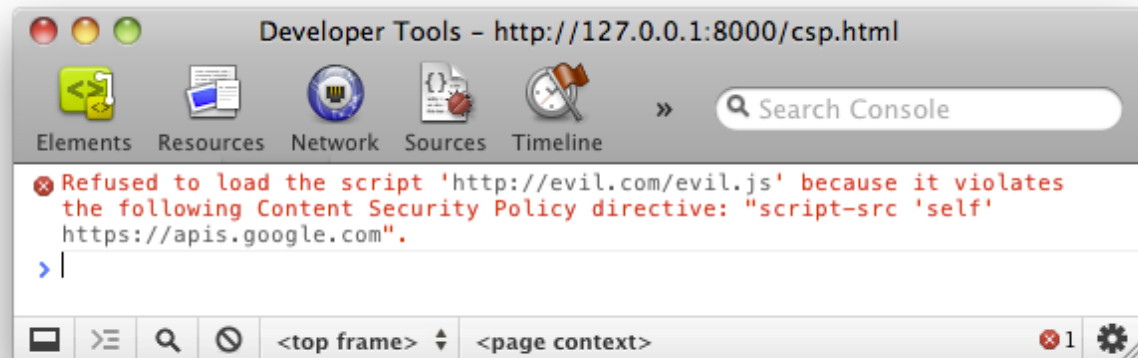 Developer Tools – http://127.0.0.1:8000/csp.html
Elements Resources Network Sources Timeline » Search Console
Refused to load the script 'http://evil.com/evil.js' because it violates
the following Content Security Policy directive: "script-src 'self'
https://apis.google.com".
<top frame> <page context> 1